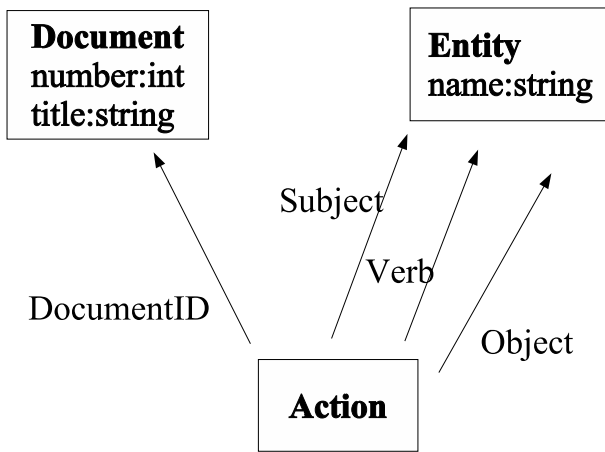 Document
number:int
title:string
Entity
name:string
Subject
Verb
DocumentID
Object
Action